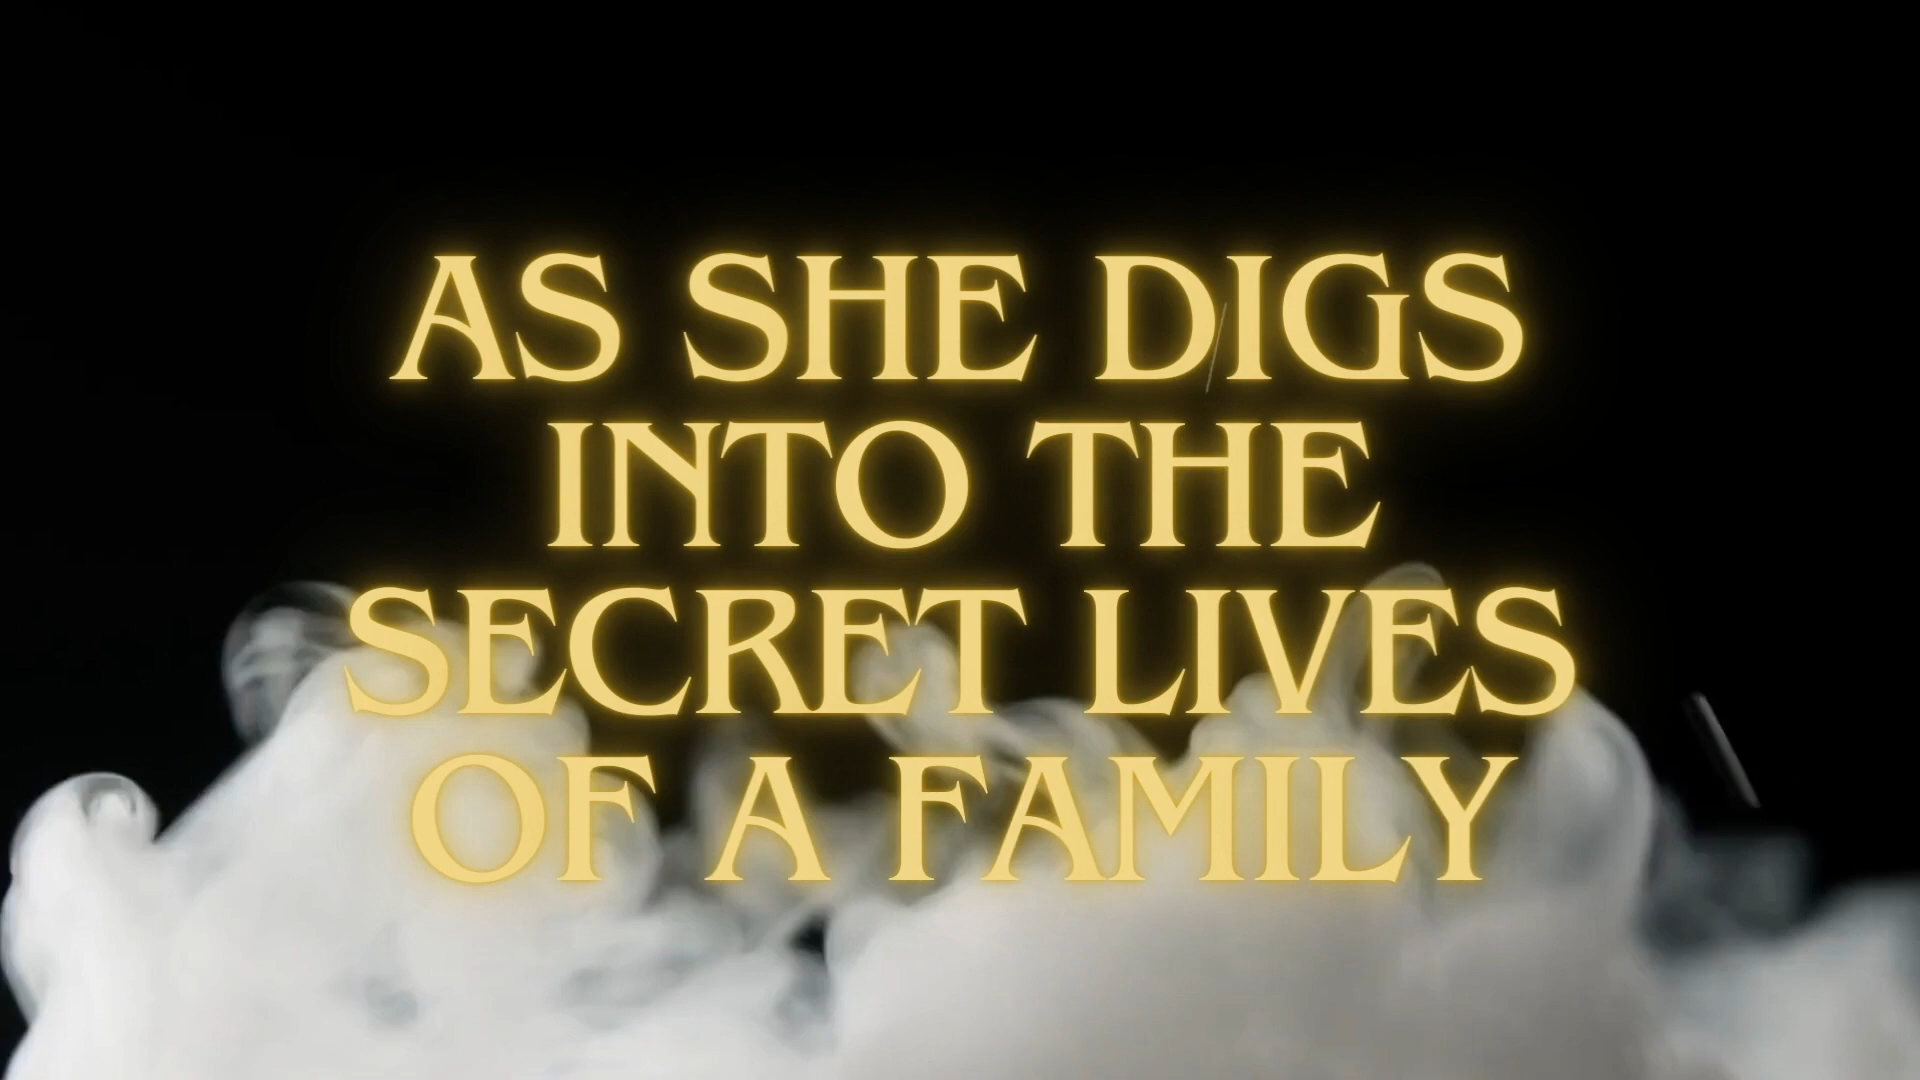 AS SHE DIGS
INTO THE
SECRET LIVES
OF A FAMILY